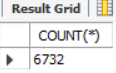 Result Grid
COUNT(*)
6732